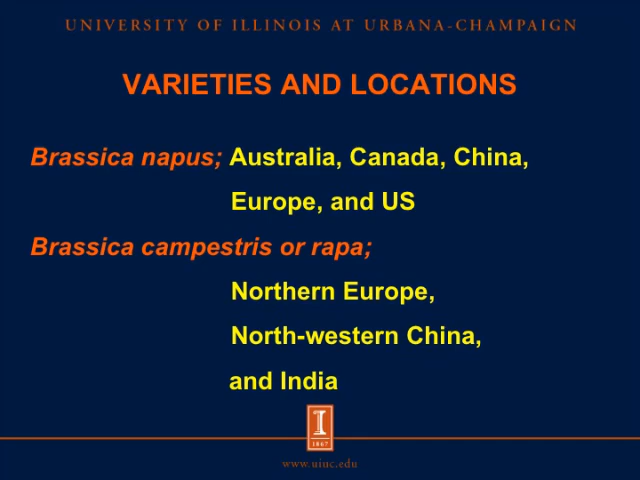 UNIVERSITY OF ILLINOIS AT URBANA-CHAMPAIGN
VARIETIES AND LOCATIONS
Brassica napus; Australia, Canada, China,
Europe, and US
Brassica campestris or rapa;
Northern Europe,
North-western China,
and India
I
1867
www.uiuc.edu